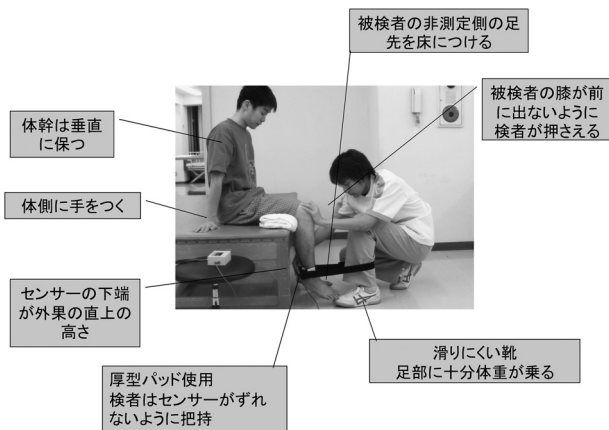 被検者の非測定側の足
先を床につける
被検者の膝が前
に出ないように
検者が押さえる
体幹は垂直
に保つ
体側に手をつく
センサーの下端
が外果の直上の
高さ
滑りにくい靴
足部に十分体重が乗る
厚型パッド使用
検者はセンサーがずれ
ないように把持